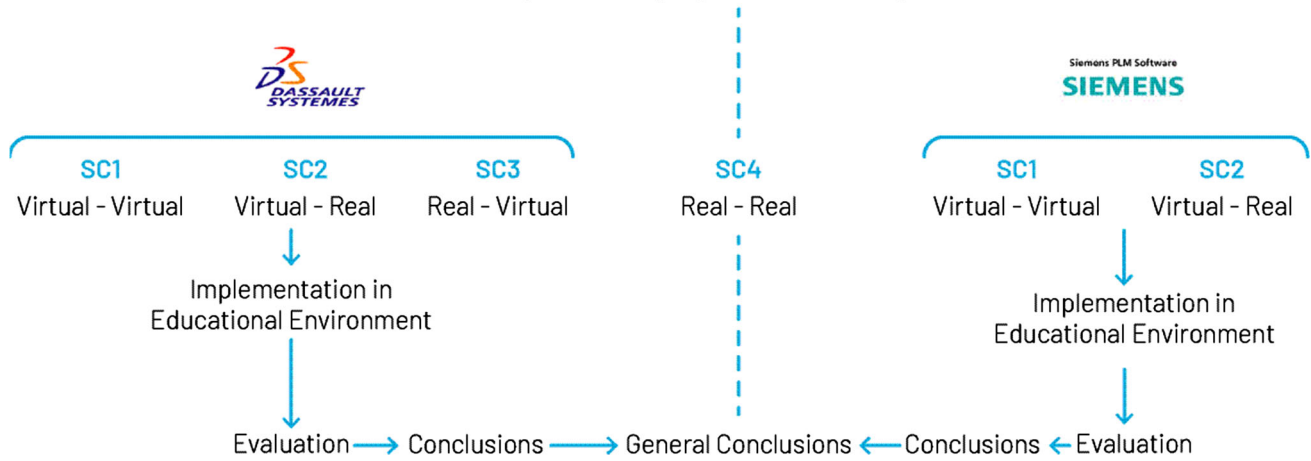 DS
DASSAULT
SYSTEMES
Siemens PLM Software
SIEMENS
SC1 SC2 SC3 SC4 SC1 SC2
Virtual - Virtual Virtual - Real Real - Virtual Real - Real Virtual - Virtual Virtual - Real
Implementation in
Educational Environment
Implementation in
Educational Environment
Evaluation Conclusions General Conclusions Conclusions Evaluation